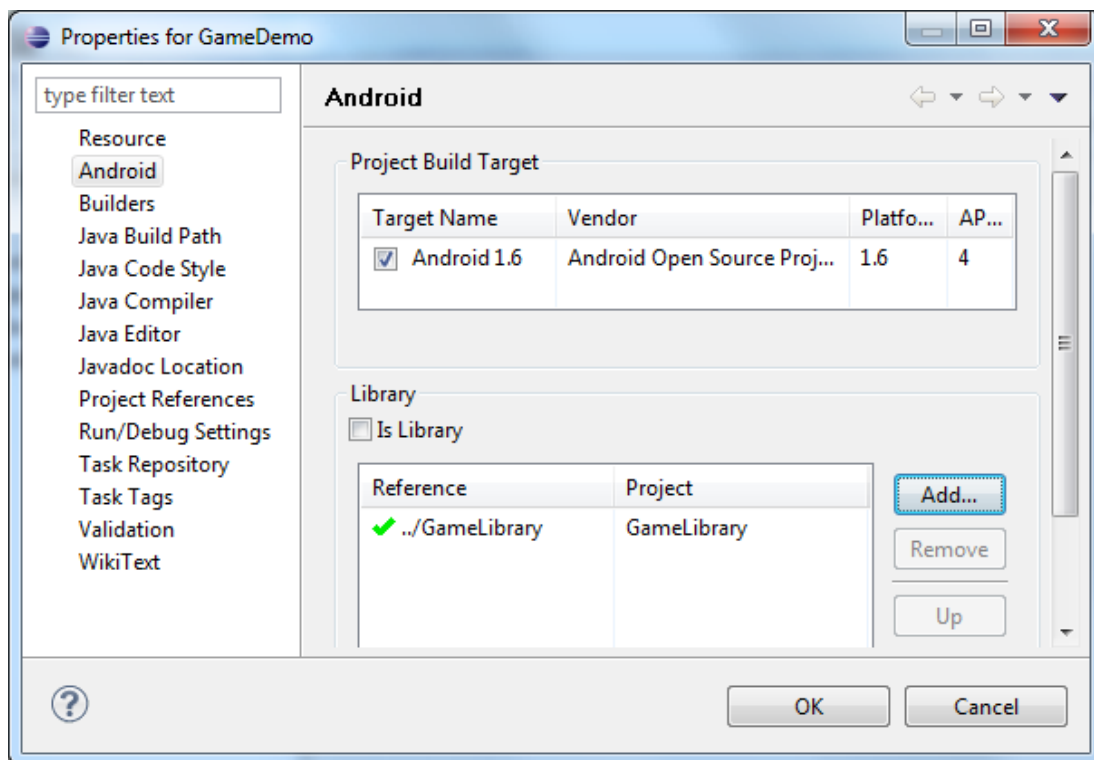 Properties for GameDemo
type filter text
Resource
Android
Builders
Java Build Path
Java Code Style
Java Compiler
Java Editor
Javadoc Location
Project References
Run/Debug Settings
Task Repository
Task Tags
Validation
WikiText
Android
Project Build Target
Target Name Vendor Platfo... AP...
Android 1.6 Android Open Source Proj... 1.6 4
Library
Is Library
Reference Project
../GameLibrary GameLibrary
Add...
Remove
Up
? OK Cancel